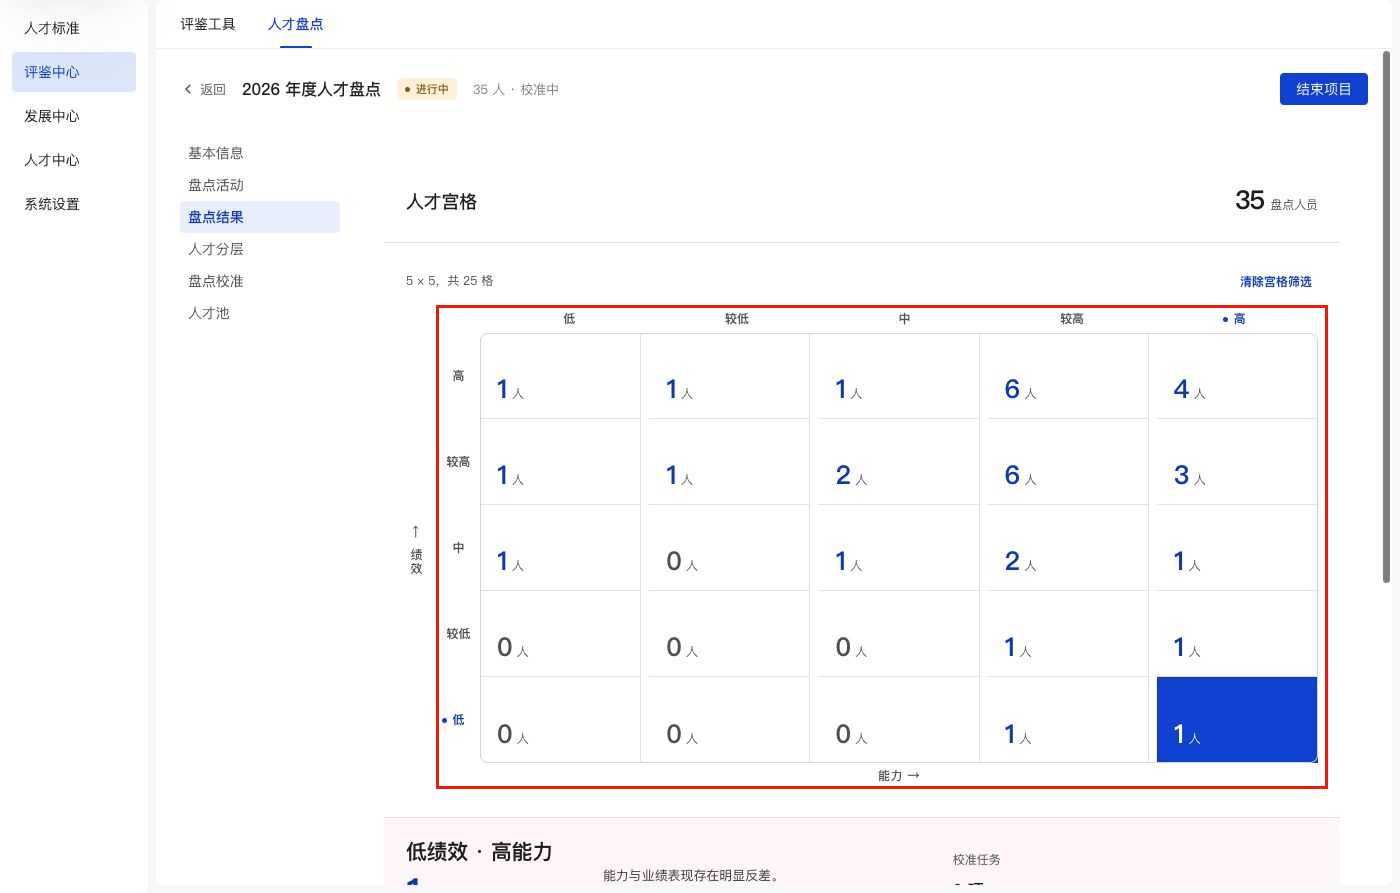 人才标准
评鉴中心
发展中心
人才中心
系统设置
评鉴工具
人才盘点
返回
2026 年度人才盘点
进行中
35 人 · 校准中
结束项目
基本信息
盘点活动
盘点结果
人才分层
盘点校准
人才池
人才宫格
35 盘点人员
5 × 5，共 25 格
清除宫格筛选
低 较低 中 较高 高
高 1 人 1 人 1 人 6 人 4 人
较高 1 人 1 人 2 人 6 人 3 人
中 1 人 0 人 1 人 2 人 1 人
较低 0 人 0 人 0 人 1 人 1 人
低 0 人 0 人 0 人 1 人 1 人
↑ 绩效
能力 →
低绩效 · 高能力
能力与业绩表现存在明显反差。
校准任务